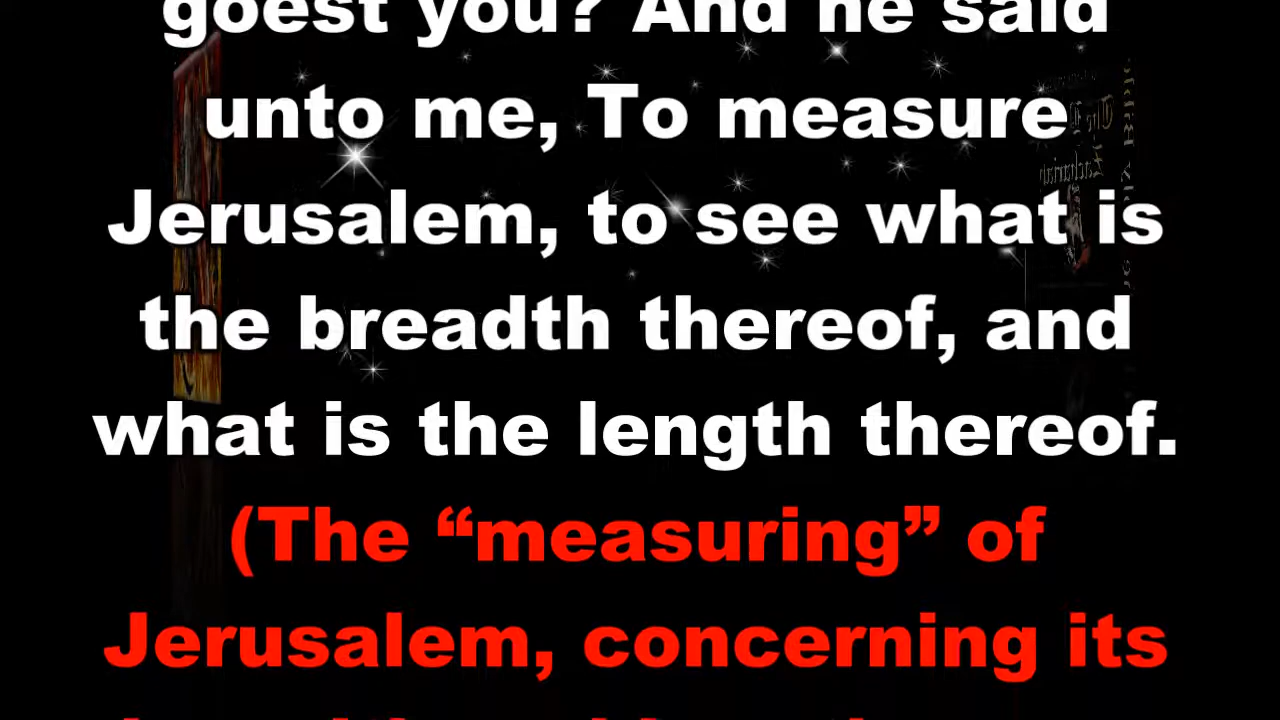 goest you? And he said
unto me, To measure
Jerusalem, to see what is
the breadth thereof, and
what is the length thereof.
(The “measuring” of
Jerusalem, concerning its